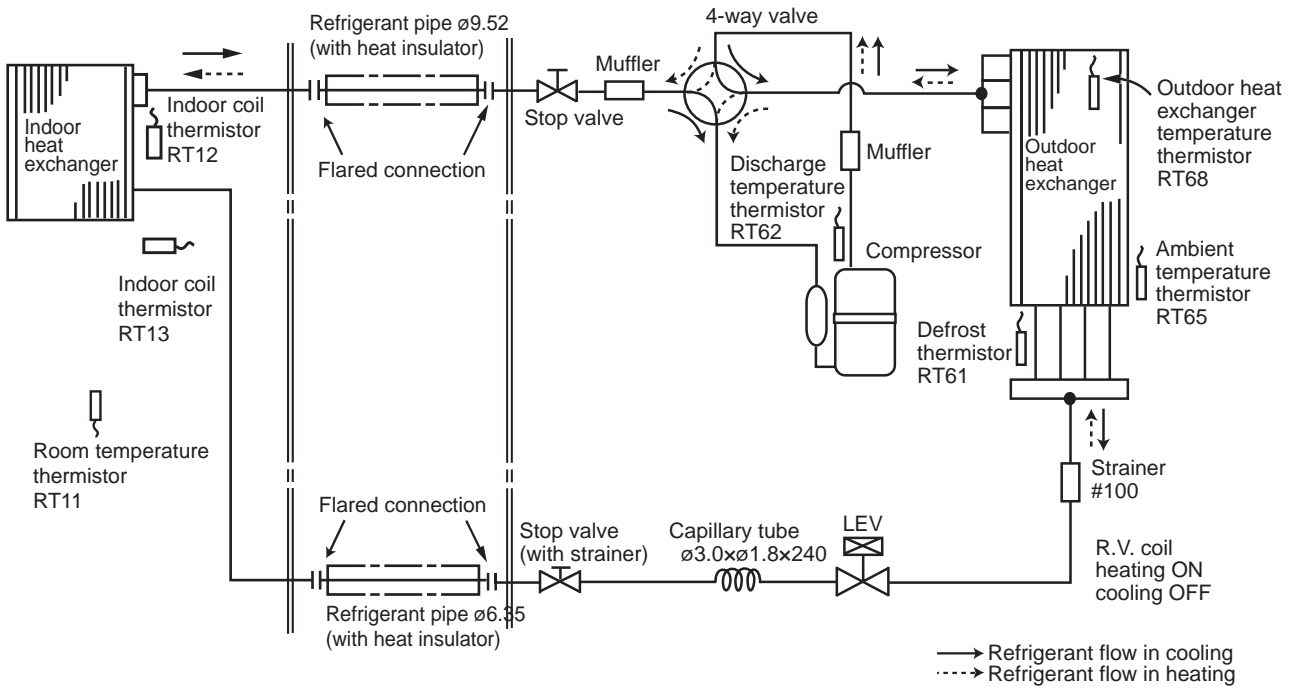 Refrigerant pipe ø9.52
(with heat insulator)
4-way valve
Muffler
Stop valve
Flared connection
Indoor
heat
exchanger
Indoor coil
thermistor
RT12
Indoor coil
thermistor
RT13
Room temperature
thermistor
RT11
Discharge
temperature
thermistor
RT62
Muffler
Compressor
Outdoor
heat
exchanger
Outdoor heat
exchanger
temperature
thermistor
RT68
Ambient
temperature
thermistor
RT65
Defrost
thermistor
RT61
Strainer
#100
Flared connection
Refrigerant pipe ø6.35
(with heat insulator)
Stop valve
(with strainer)
Capillary tube
ø3.0×ø1.8×240
LEV
R.V. coil
heating ON
cooling OFF
Refrigerant flow in cooling
Refrigerant flow in heating